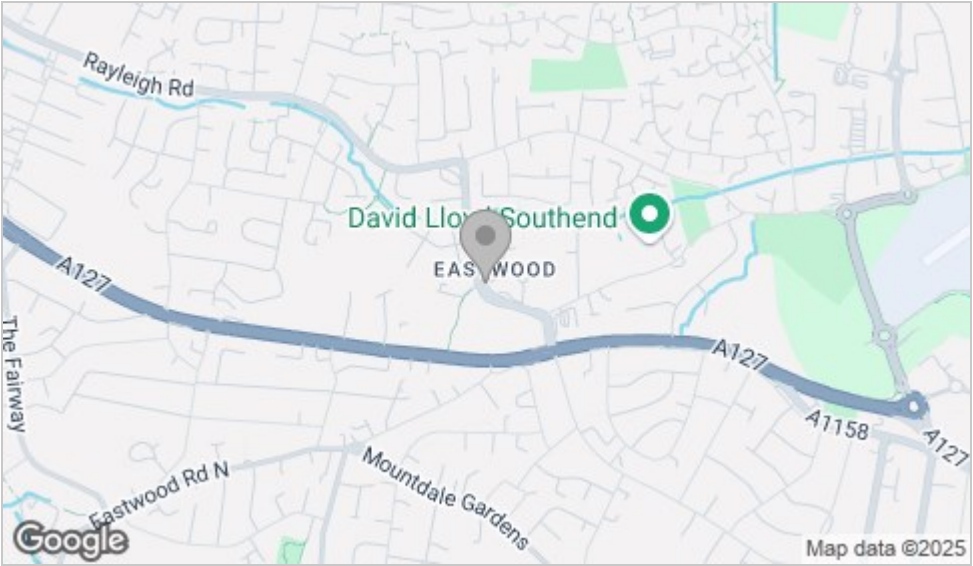 Rayleigh Rd
David Lloyd Southend
EASTWOOD
A127
The Fairway
A127
A1158
A127
Eastwood Rd N
Mountdale Gardens
Google
Map data ©2025